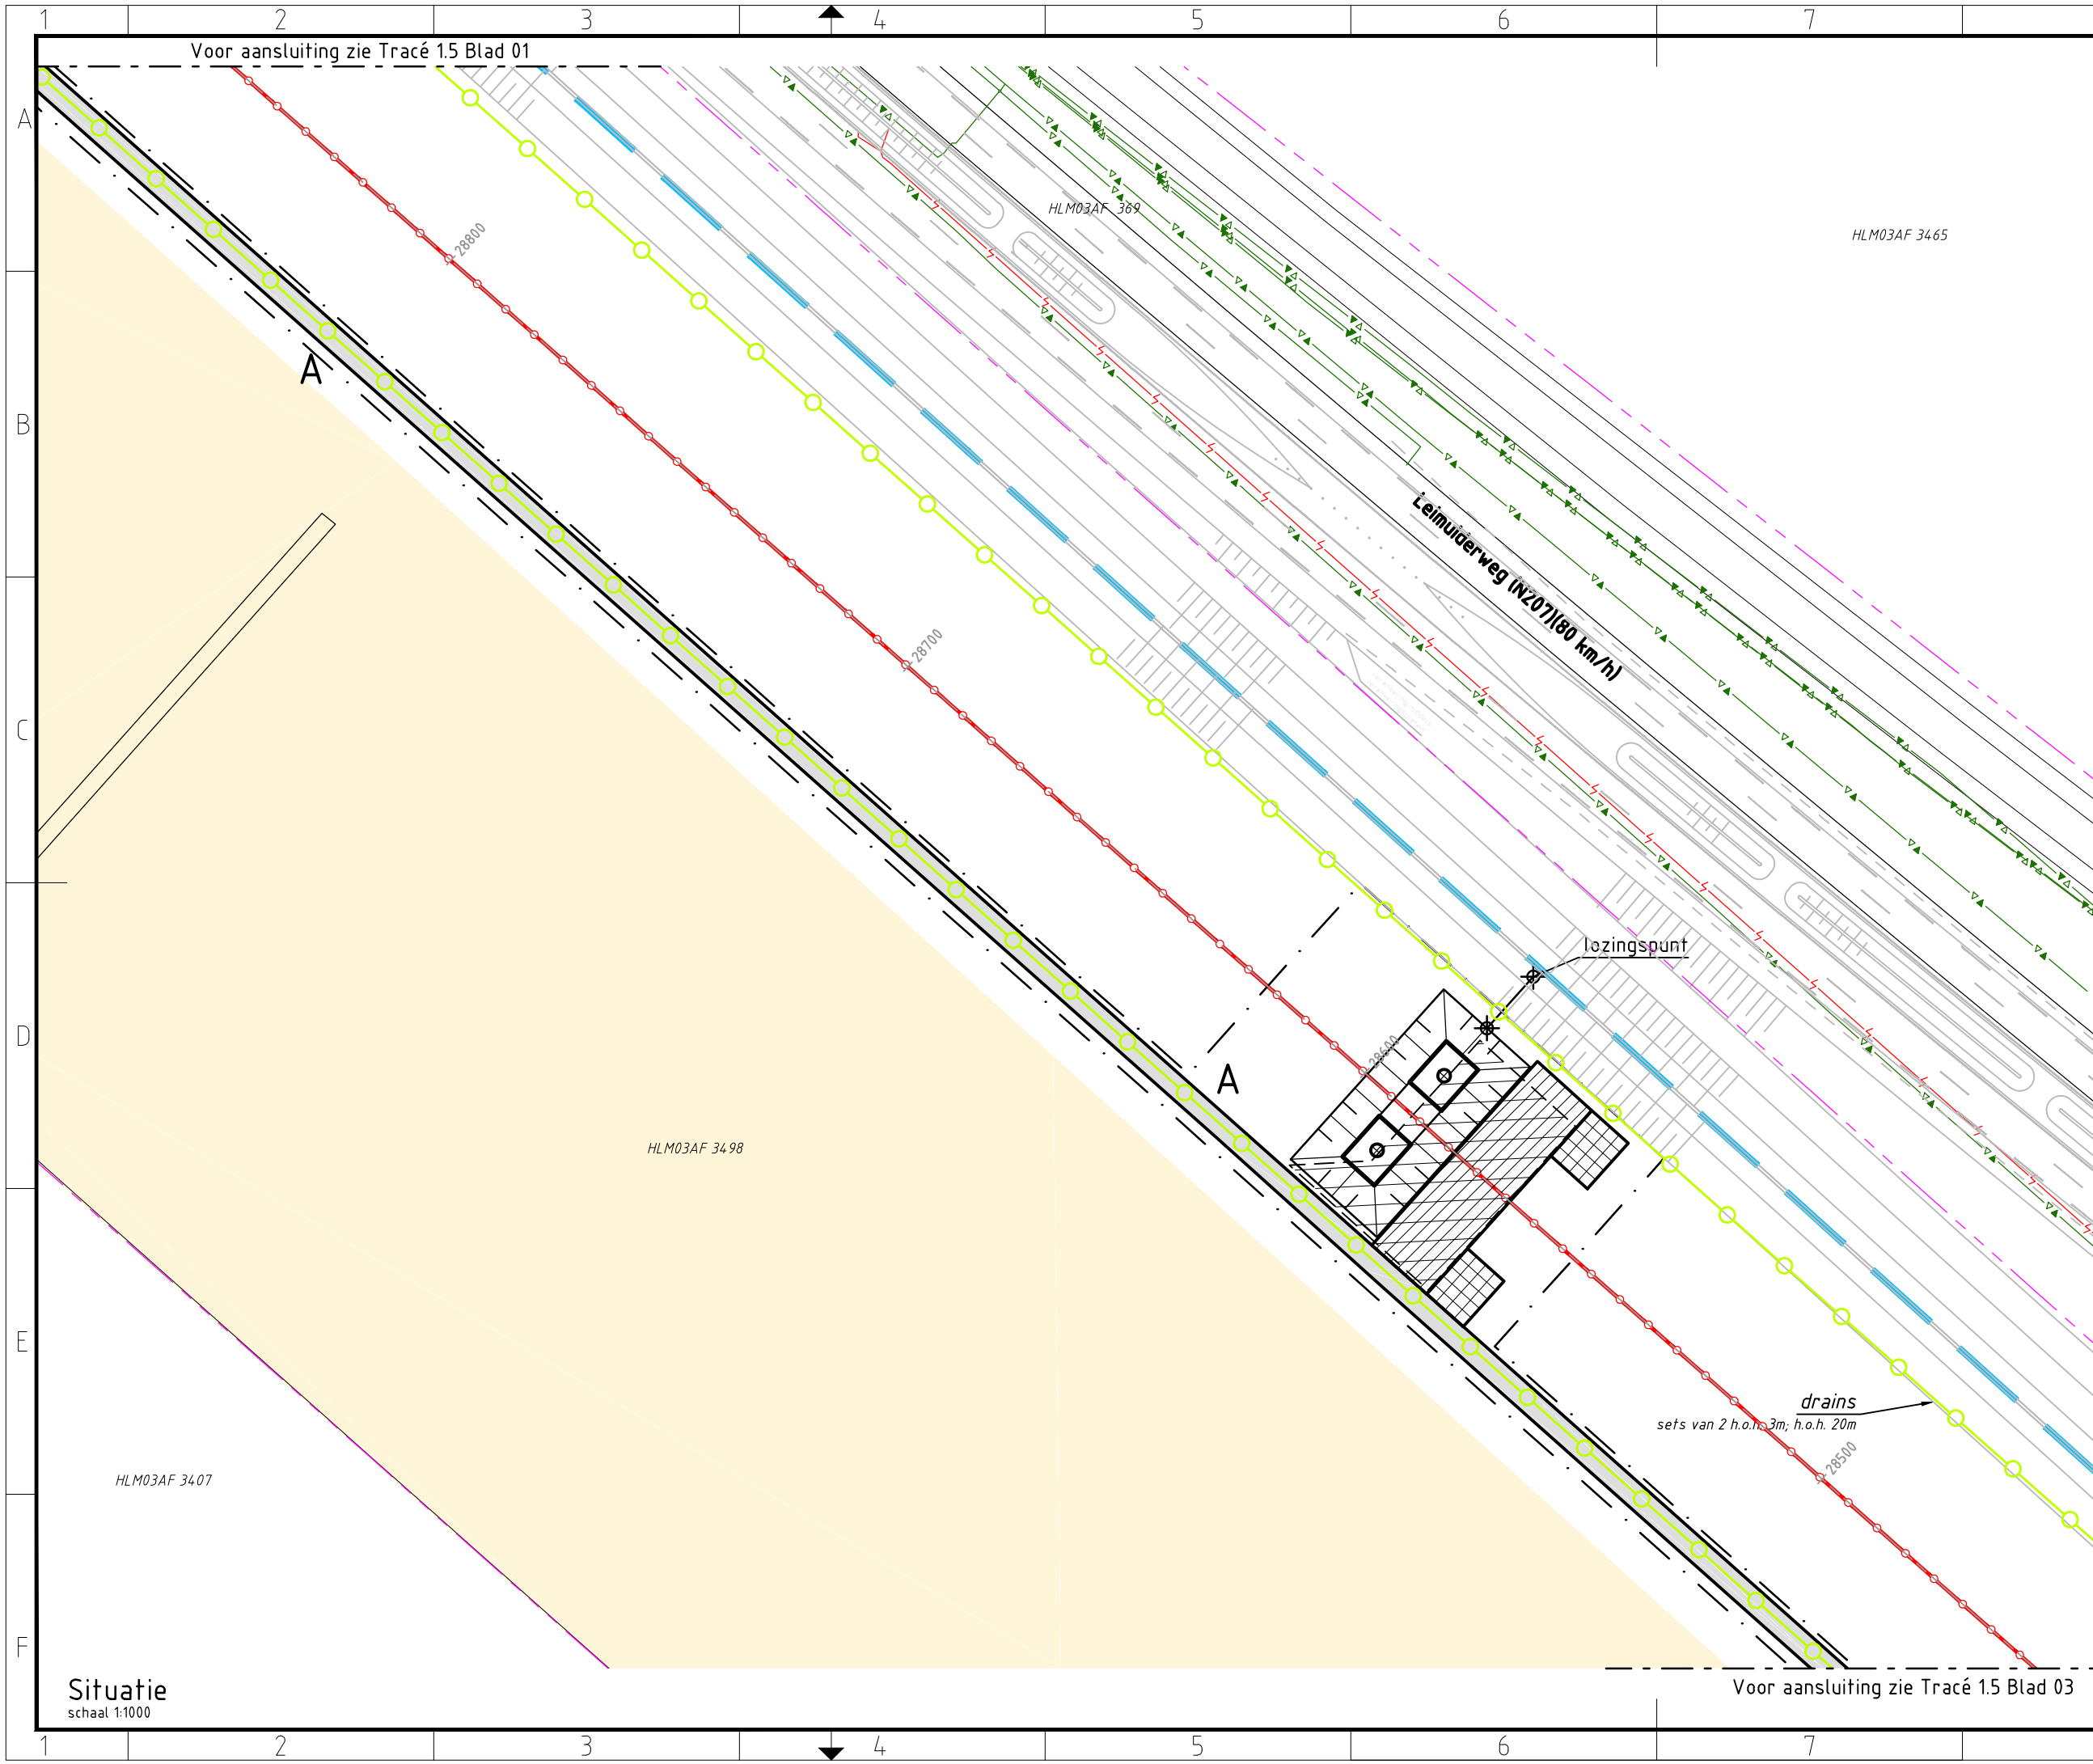 1 2 3 4 5 6 7
Voor aansluiting zie Tracé 1.5 Blad 01
A
HLM03AF 369
HLM03AF 3465
28800
A
B
Leimuiderweg (N207)(80 km/h)
28700
C
lozingspunt
D
28600
A
HLM03AF 3498
E
drains
sets van 2 h.o.h. 3m; h.o.h. 20m
28500
HLM03AF 3407
F
Situatie
schaal 1:1000
Voor aansluiting zie Tracé 1.5 Blad 03
1 2 3 4 5 6 7